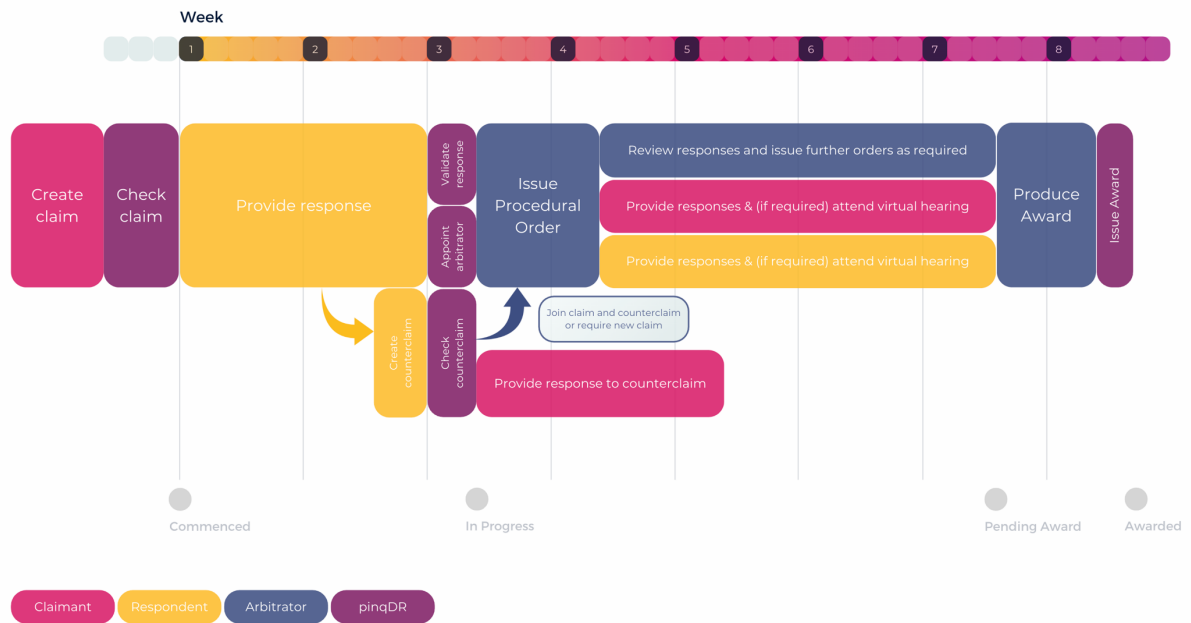 Week
1 2 3 4 5 6 7 8
Create
claim
Check
claim
Provide response
Validate
response
Appoint
arbitrator
Issue
Procedural
Order
Review responses and issue further orders as required
Provide responses & (if required) attend virtual hearing
Provide responses & (if required) attend virtual hearing
Produce
Award
Issue Award
Create
counterclaim
Check
counterclaim
Join claim and counterclaim
or require new claim
Provide response to counterclaim
Commenced
In Progress
Pending Award
Awarded
Claimant
Respondent
Arbitrator
pinqDR